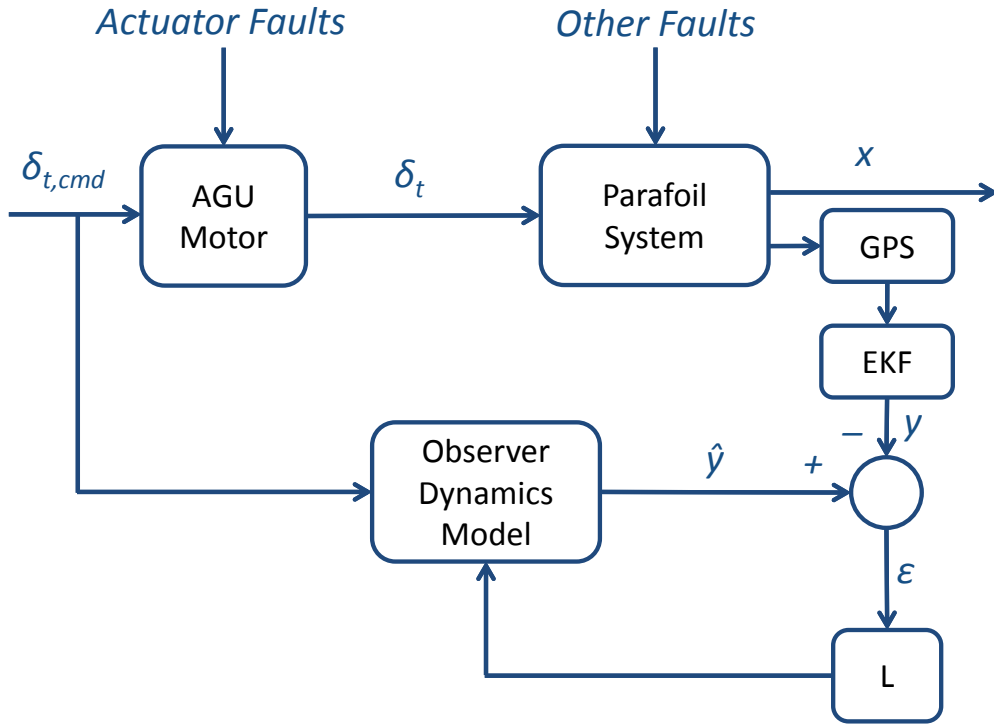 Actuator Faults
Other Faults
δt,cmd
AGU
Motor
δt
Parafoil
System
x
GPS
EKF
− y
Observer
Dynamics
Model
ŷ
+
ε
L